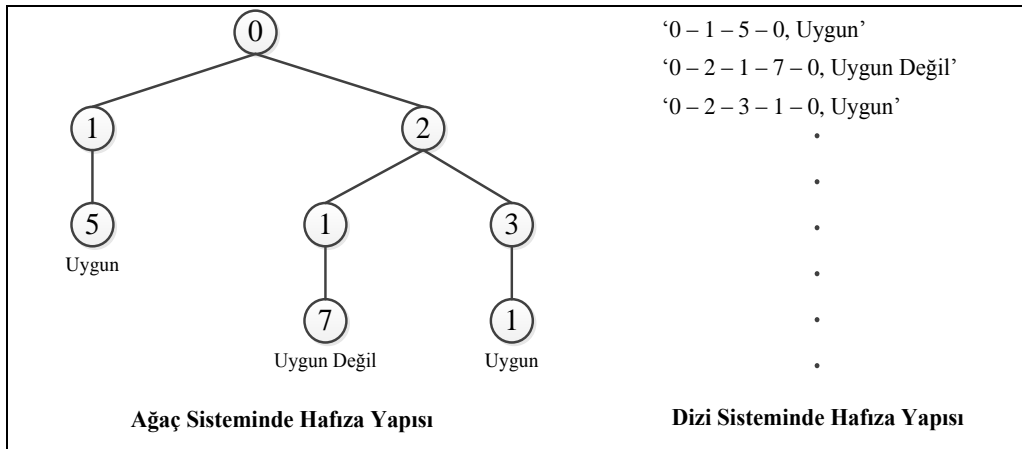 0
1
2
5
1
3
Uygun
7
1
Uygun Değil
Uygun
Ağaç Sisteminde Hafıza Yapısı
‘0 – 1 – 5 – 0, Uygun’
‘0 – 2 – 1 – 7 – 0, Uygun Değil’
‘0 – 2 – 3 – 1 – 0, Uygun’
Dizi Sisteminde Hafıza Yapısı